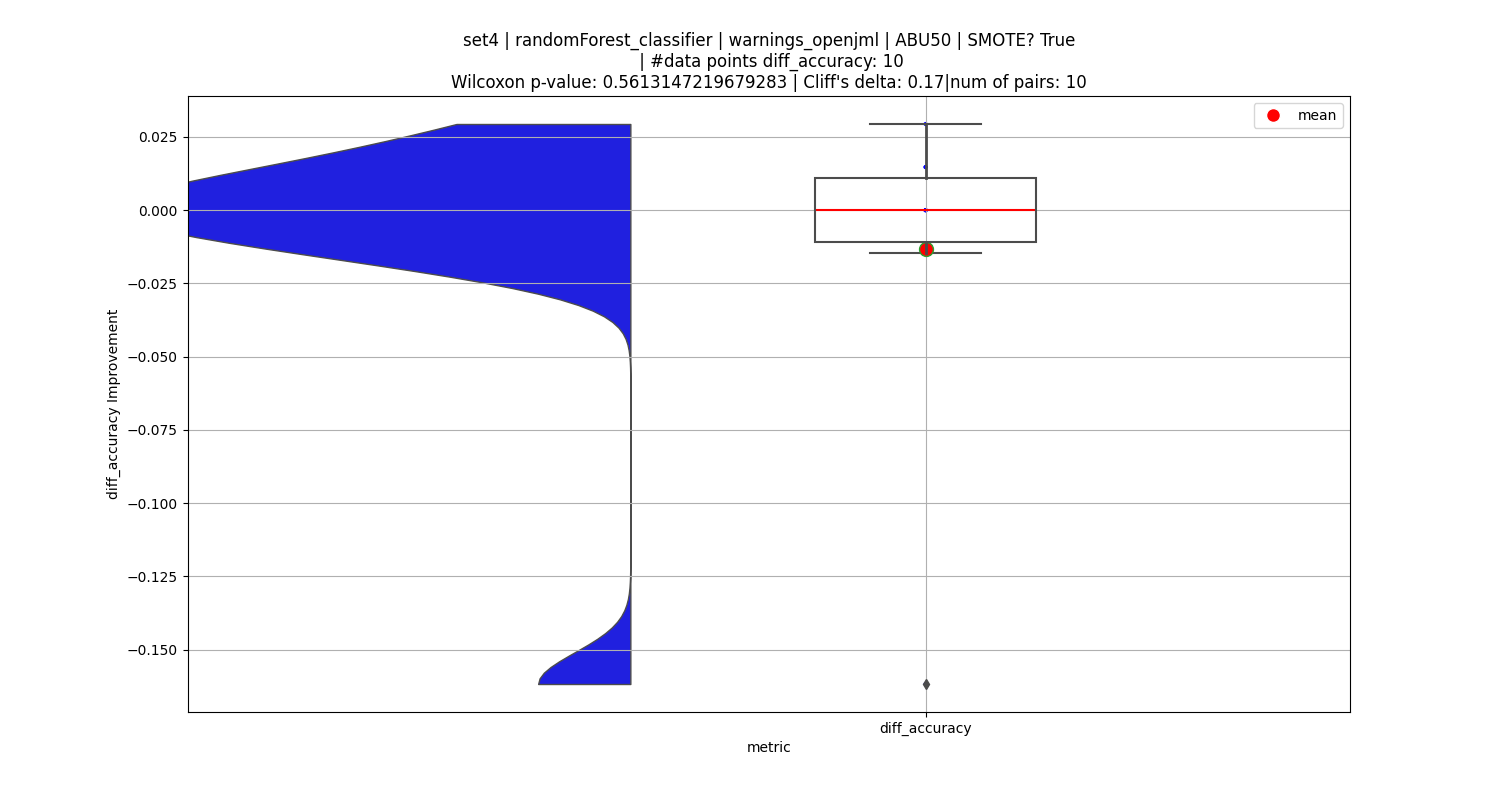 set4 | randomForest_classifier | warnings_openjml | ABU50 | SMOTE? True
| #data points diff_accuracy: 10
Wilcoxon p-value: 0.5613147219679283 | Cliff's delta: 0.17|num of pairs: 10
mean
0.025
0.000
−0.025
−0.050
−0.075
−0.100
−0.125
−0.150
diff_accuracy Improvement
diff_accuracy
metric